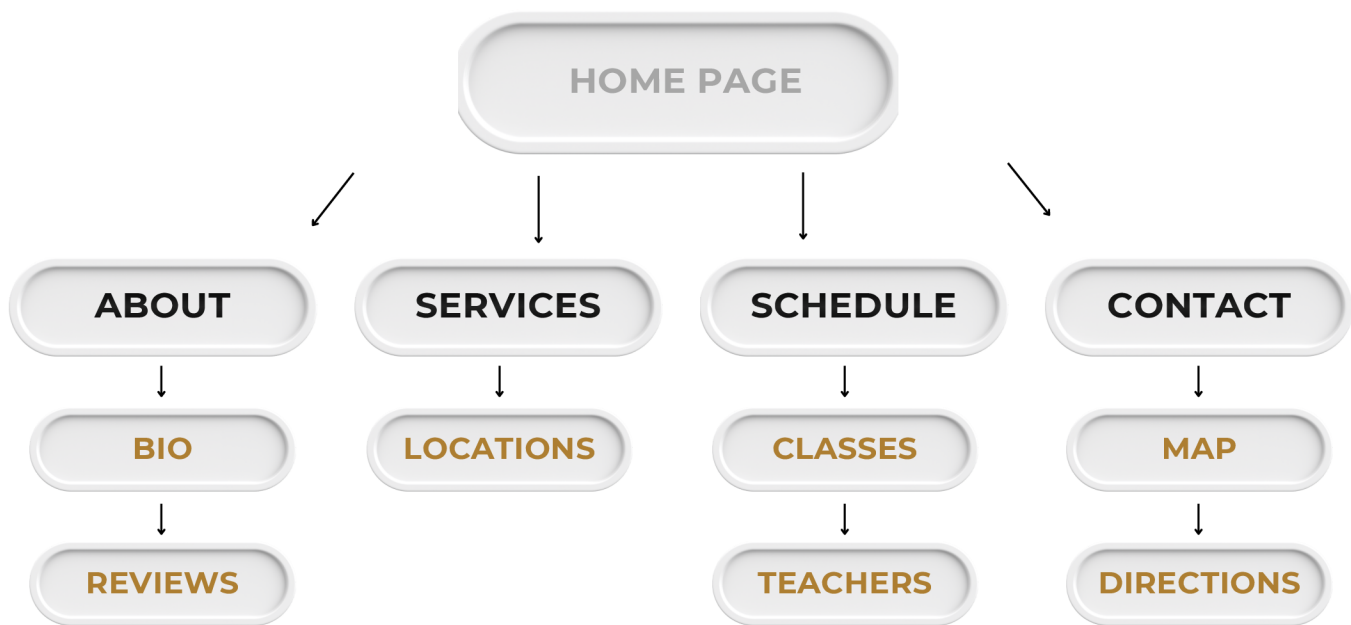 HOME PAGE
ABOUT
SERVICES
SCHEDULE
CONTACT
BIO
LOCATIONS
CLASSES
MAP
REVIEWS
TEACHERS
DIRECTIONS